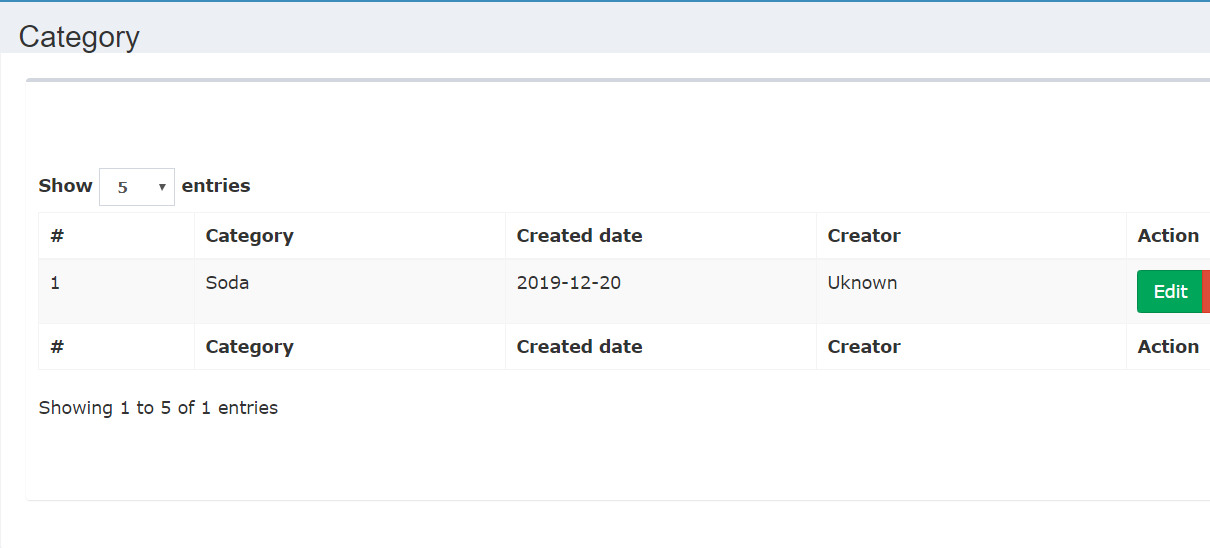 Category
Show 5 entries
# Category Created date Creator Action
1 Soda 2019-12-20 Uknown Edit
# Category Created date Creator Action
Showing 1 to 5 of 1 entries